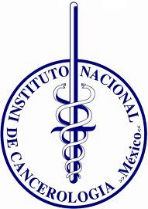 INSTITUTO NACIONAL
DE CANCEROLOGIA
México